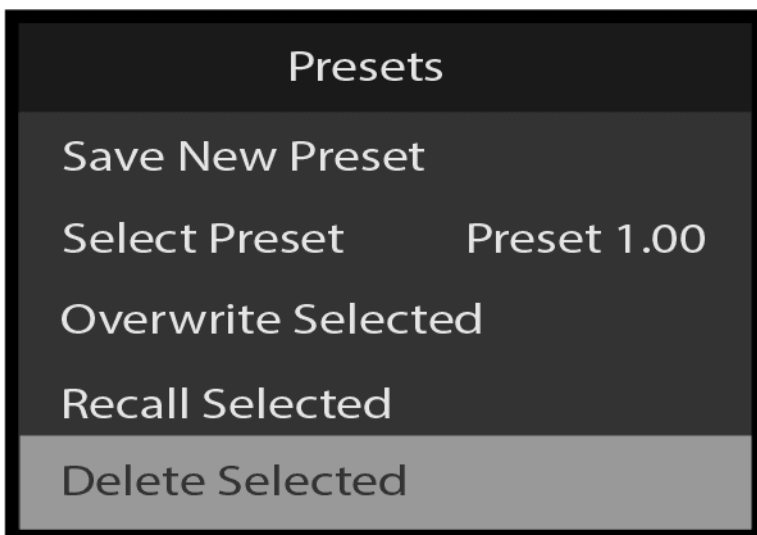 Presets
Save New Preset
Select Preset Preset 1.00
Overwrite Selected
Recall Selected
Delete Selected